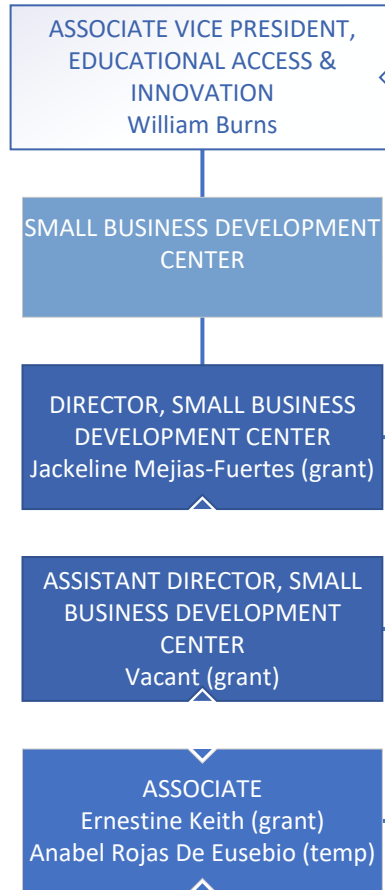 ASSOCIATE VICE PRESIDENT,
EDUCATIONAL ACCESS &
INNOVATION
William Burns
SMALL BUSINESS DEVELOPMENT
CENTER
DIRECTOR, SMALL BUSINESS
DEVELOPMENT CENTER
Jackeline Mejias-Fuertes (grant)
ASSISTANT DIRECTOR, SMALL
BUSINESS DEVELOPMENT
CENTER
Vacant (grant)
ASSOCIATE
Ernestine Keith (grant)
Anabel Rojas De Eusebio (temp)